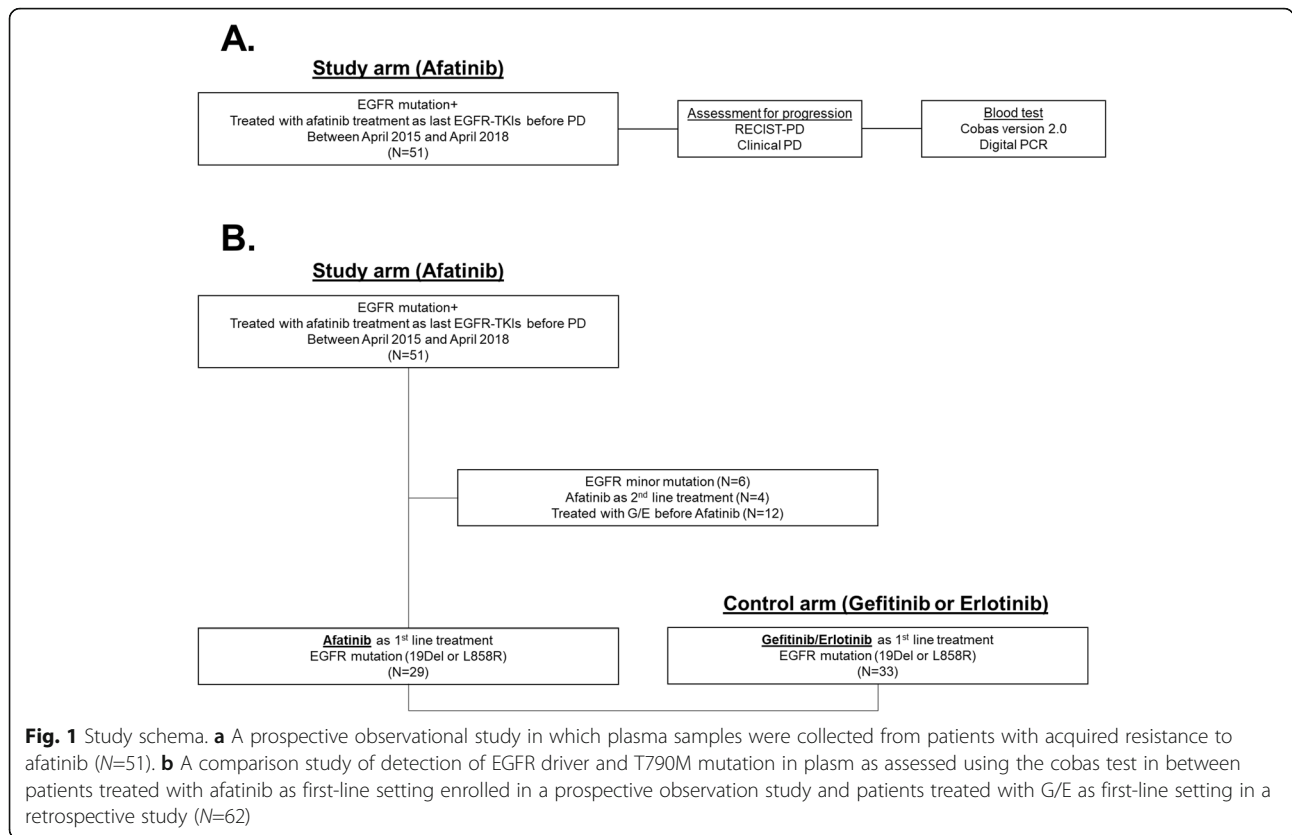 A.
Study arm (Afatinib)
EGFR mutation+
Treated with afatinib treatment as last EGFR-TKIs before PD
Between April 2015 and April 2018
(N=51)
Assessment for progression
RECIST-PD
Clinical PD
Blood test
Cobas version 2.0
Digital PCR
B.
Study arm (Afatinib)
EGFR mutation+
Treated with afatinib treatment as last EGFR-TKIs before PD
Between April 2015 and April 2018
(N=51)
EGFR minor mutation (N=6)
Afatinib as 2nd line treatment (N=4)
Treated with G/E before Afatinib (N=12)
Control arm (Gefitinib or Erlotinib)
Afatinib as 1st line treatment
EGFR mutation (19Del or L858R)
(N=29)
Gefitinib/Erlotinib as 1st line treatment
EGFR mutation (19Del or L858R)
(N=33)
Fig. 1 Study schema. a A prospective observational study in which plasma samples were collected from patients with acquired resistance to
afatinib (N=51). b A comparison study of detection of EGFR driver and T790M mutation in plasm as assessed using the cobas test in between
patients treated with afatinib as first-line setting enrolled in a prospective observation study and patients treated with G/E as first-line setting in a
retrospective study (N=62)